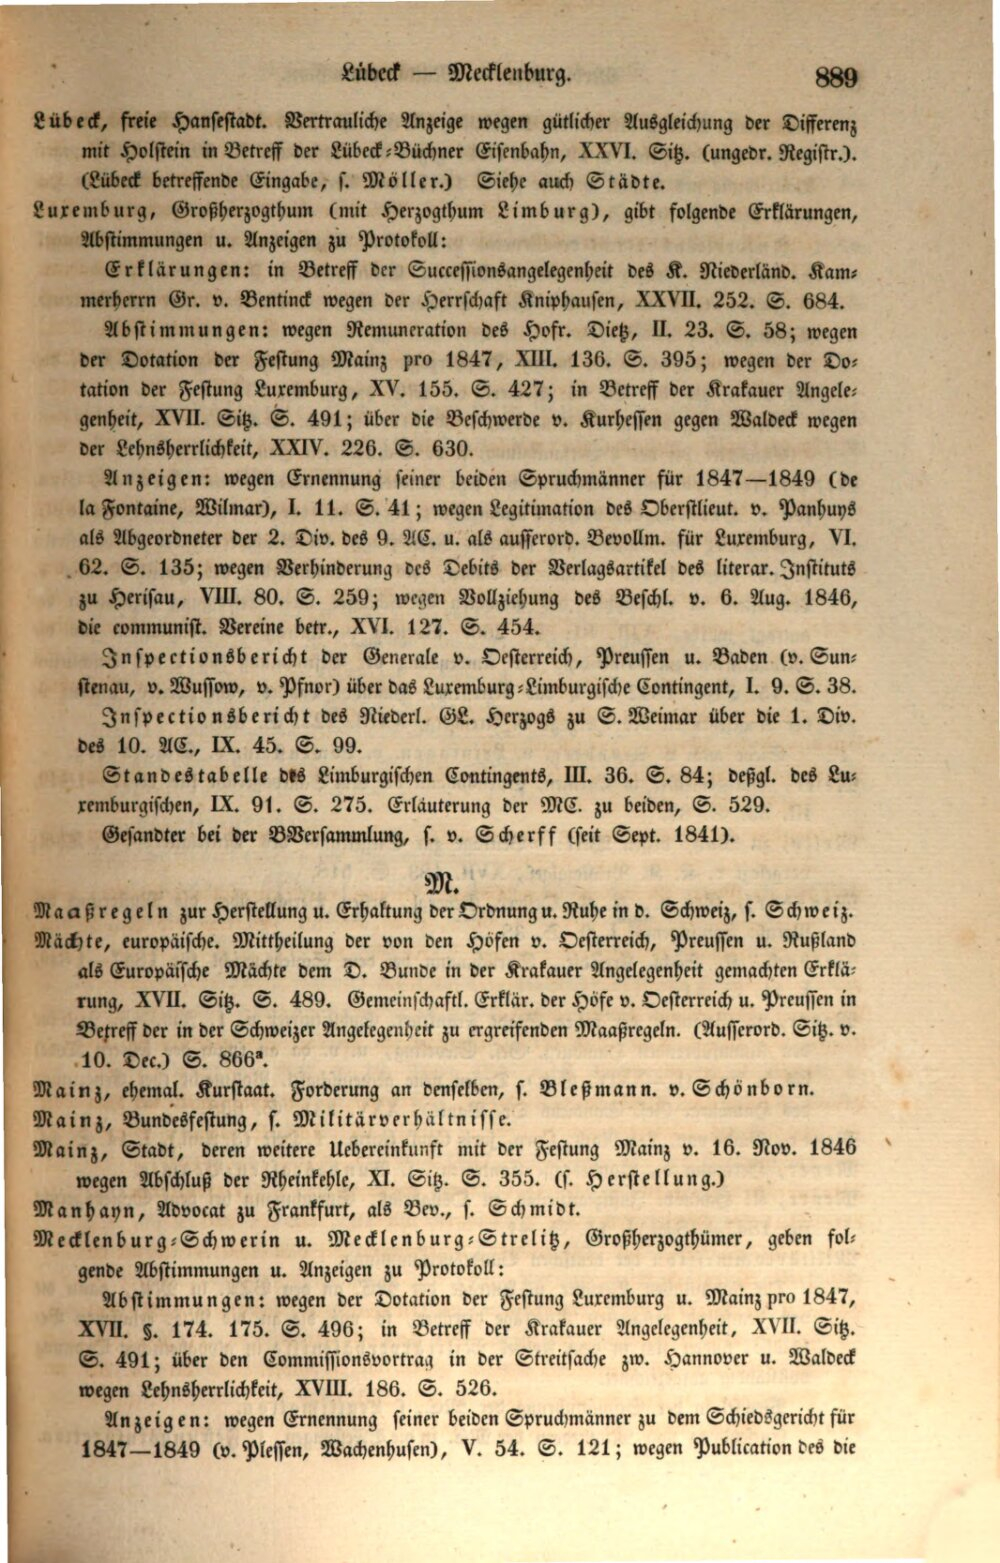 Lübeck — Mecklenburg.
889
Lübeck, freie Hansestadt. Vertrauliche Anzeige wegen gütlicher Ausgleichung der Differenz
mit Holstein in Betreff der Lübeck-Büchner Eisenbahn, XXVI. Sitz. (ungedr. Registr.).
(Lübeck betreffende Eingabe, s. Möller.) Siehe auch Städte.
Luxemburg, Großherzogthum (mit Herzogthum Limburg), gibt folgende Erklärungen,
Abstimmungen u. Anzeigen zu Protokoll:
Erklärungen: in Betreff der Successionsangelegenheit des K. Niederländ. Kam-
merherrn Gr. v. Bentinck wegen der Herrschaft Kniphausen, XXVII. 252. S. 684.
Abstimmungen: wegen Remuneration des Hofr. Dietz, II. 23. S. 58; wegen
der Dotation der Festung Mainz pro 1847, XIII. 136. S. 395; wegen der Do-
tation der Festung Luxemburg, XV. 155. S. 427; in Betreff der Krakauer Angele-
genheit, XVII. Sitz. S. 491; über die Beschwerde v. Kurhessen gegen Waldeck wegen
der Lehnsherrlichkeit, XXIV. 226. S. 630.
Anzeigen: wegen Ernennung seiner beiden Spruchmänner für 1847—1849 (de
la Fontaine, Wilmar), I. 11. S. 41; wegen Legitimation des Oberstlieut. v. Panhuys
als Abgeordneter der 2. Div. des 9. AC. u. als ausserord. Bevollm. für Luxemburg, VI.
62. S. 135; wegen Verhinderung des Debits der Verlagsartikel des literar. Instituts
zu Herisau, VIII. 80. S. 259; wegen Vollziehung des Beschl. v. 6. Aug. 1846,
die communist. Vereine betr., XVI. 127. S. 454.
Inspectionsbericht der Generale v. Oesterreich, Preussen u. Baden (v. Sun-
stenau, v. Wussow, v. Pfnor) über das Luxemburg-Limburgische Contingent, I. 9. S. 38.
Inspectionsbericht des Niederl. GL. Herzogs zu S. Weimar über die 1. Div.
des 10. AC., IX. 45. S. 99.
Standestabelle des Limburgischen Contingents, III. 36. S. 84; deßgl. des Lu-
xemburgischen, IX. 91. S. 275. Erläuterung der MC. zu beiden, S. 529.
Gesandter bei der BVersammlung, s. v. Scherff (seit Sept. 1841).
M.
Maaßregeln zur Herstellung u. Erhaltung der Ordnung u. Ruhe in d. Schweiz, s. Schweiz.
Mächte, europäische. Mittheilung der von den Höfen v. Oesterreich, Preussen u. Rußland
als Europäische Mächte dem D. Bunde in der Krakauer Angelegenheit gemachten Erklä-
rung, XVII. Sitz. S. 489. Gemeinschaftl. Erklär. der Höfe v. Oesterreich u. Preussen in
Betreff der in der Schweizer Angelegenheit zu ergreifenden Maaßregeln. (Ausserord. Sitz. v.
10. Dec.) S. 866ª.
Mainz, ehemal. Kurstaat. Forderung an denselben, s. Bleßmann. v. Schönborn.
Mainz, Bundesfestung, s. Militärverhältnisse.
Mainz, Stadt, deren weitere Uebereinkunft mit der Festung Mainz v. 16. Nov. 1846
wegen Abschluß der Rheinkehle, XI. Sitz. S. 355. (s. Herstellung.)
Manhayn, Advocat zu Frankfurt, als Bev., s. Schmidt.
Mecklenburg-Schwerin u. Mecklenburg-Strelitz, Großherzogthümer, geben fol-
gende Abstimmungen u. Anzeigen zu Protokoll:
Abstimmungen: wegen der Dotation der Festung Luxemburg u. Mainz pro 1847,
XVII. §. 174. 175. S. 496; in Betreff der Krakauer Angelegenheit, XVII. Sitz.
S. 491; über den Commissionsvortrag in der Streitsache zw. Hannover u. Waldeck
wegen Lehnsherrlichkeit, XVIII. 186. S. 526.
Anzeigen: wegen Ernennung seiner beiden Spruchmänner zu dem Schiedsgericht für
1847—1849 (v. Plessen, Wachenhusen), V. 54. S. 121; wegen Publication des die